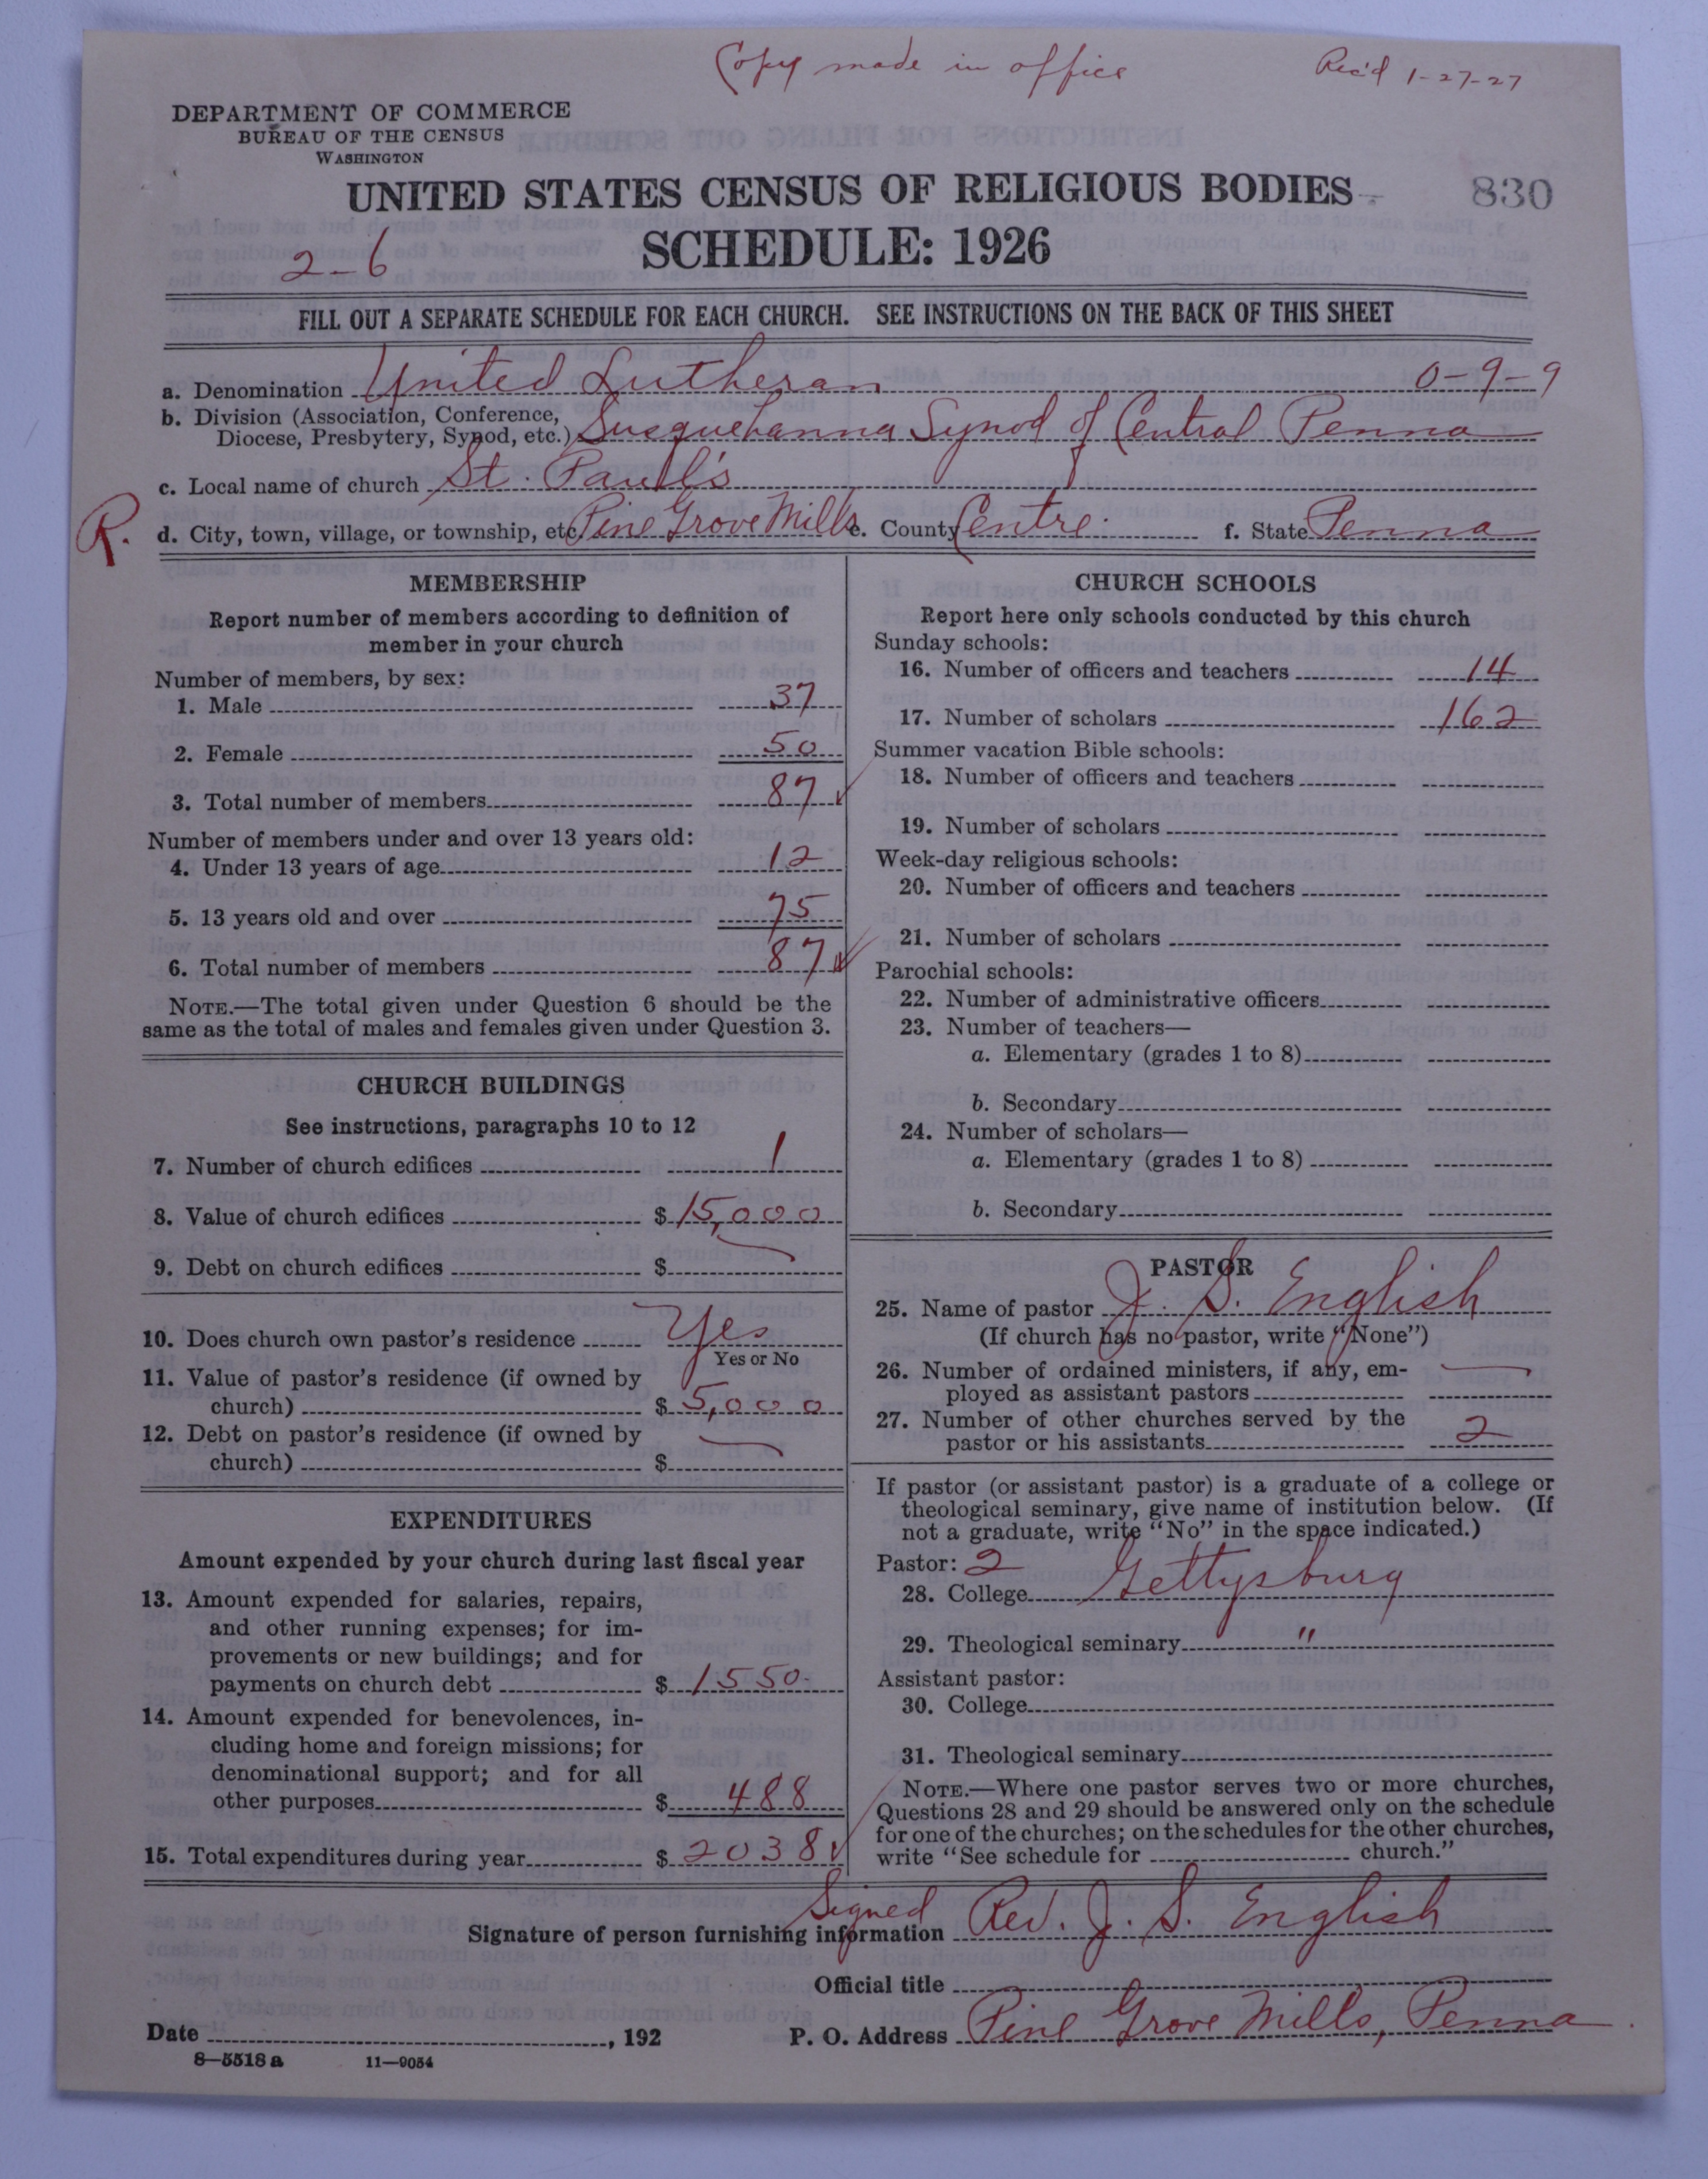 Copy made in office
Rec'd 1-27-27
DEPARTMENT OF COMMERCE
BUREAU OF THE CENSUS
WASHINGTON
UNITED STATES CENSUS OF RELIGIOUS BODIES
830
SCHEDULE: 1926
2-6
FILL OUT A SEPARATE SCHEDULE FOR EACH CHURCH. SEE INSTRUCTIONS ON THE BACK OF THIS SHEET
a. Denomination United Lutheran 0-9-9
b. Division (Association, Conference,
Diocese, Presbytery, Synod, etc.) Susquehanna Synod of Central Penna
c. Local name of church St. Paul's
R.
d. City, town, village, or township, etc. Pine Grove Mills e. County Centre. f. State Penna
MEMBERSHIP
Report number of members according to definition of
member in your church
Number of members, by sex:
1. Male 37
2. Female 50
3. Total number of members 87
Number of members under and over 13 years old:
4. Under 13 years of age 12
5. 13 years old and over 75
6. Total number of members 87
NOTE.—The total given under Question 6 should be the
same as the total of males and females given under Question 3.
CHURCH BUILDINGS
See instructions, paragraphs 10 to 12
7. Number of church edifices 1
8. Value of church edifices $ 15,000
9. Debt on church edifices $
10. Does church own pastor's residence Yes
Yes or No
11. Value of pastor's residence (if owned by
church) $ 5,000
12. Debt on pastor's residence (if owned by
church) $
EXPENDITURES
Amount expended by your church during last fiscal year
13. Amount expended for salaries, repairs,
and other running expenses; for im-
provements or new buildings; and for
payments on church debt $ 1550
14. Amount expended for benevolences, in-
cluding home and foreign missions; for
denominational support; and for all
other purposes $ 488
15. Total expenditures during year $ 2038
CHURCH SCHOOLS
Report here only schools conducted by this church
Sunday schools:
16. Number of officers and teachers 14
17. Number of scholars 162
Summer vacation Bible schools:
18. Number of officers and teachers
19. Number of scholars
Week-day religious schools:
20. Number of officers and teachers
21. Number of scholars
Parochial schools:
22. Number of administrative officers
23. Number of teachers—
a. Elementary (grades 1 to 8)
b. Secondary
24. Number of scholars—
a. Elementary (grades 1 to 8)
b. Secondary
PASTOR
25. Name of pastor J. S. English
(If church has no pastor, write "None")
26. Number of ordained ministers, if any, em-
ployed as assistant pastors
27. Number of other churches served by the
pastor or his assistants 2
If pastor (or assistant pastor) is a graduate of a college or
theological seminary, give name of institution below. (If
not a graduate, write "No" in the space indicated.)
Pastor: 2
28. College Gettysburg
29. Theological seminary "
Assistant pastor:
30. College
31. Theological seminary
NOTE.—Where one pastor serves two or more churches,
Questions 28 and 29 should be answered only on the schedule
for one of the churches; on the schedules for the other churches,
write "See schedule for church."
Signature of person furnishing information Signed Rev. J. S. English
Official title
Date , 192
P. O. Address Pine Grove Mills, Penna.
8—5518 a 11—9054